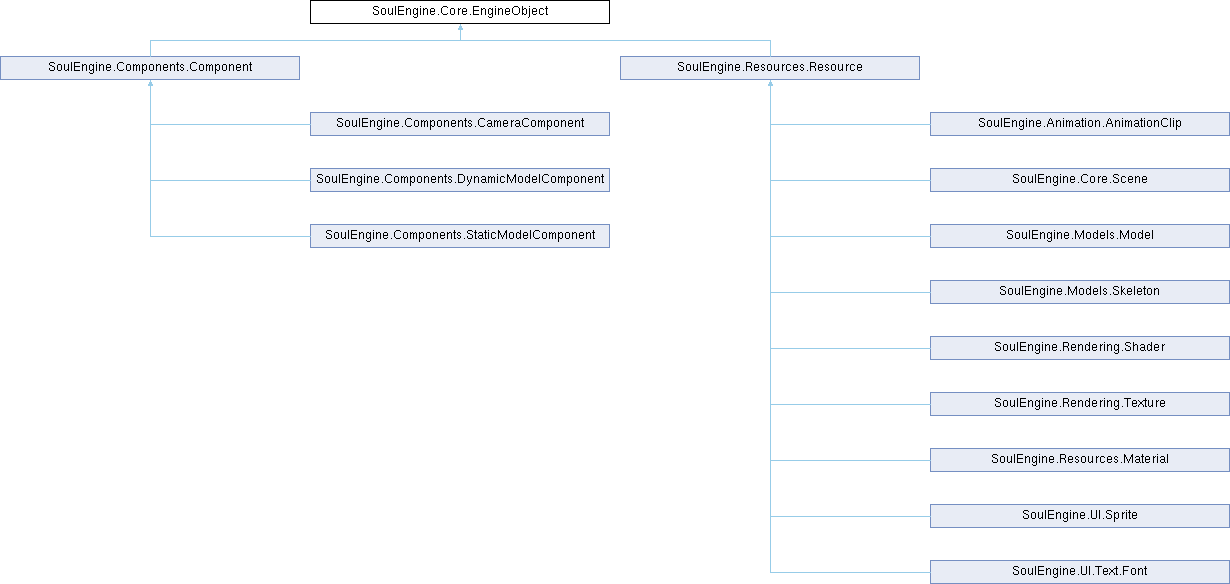 SoulEngine.Core.EngineObject
SoulEngine.Components.Component
SoulEngine.Resources.Resource
SoulEngine.Components.CameraComponent
SoulEngine.Animation.AnimationClip
SoulEngine.Components.DynamicModelComponent
SoulEngine.Core.Scene
SoulEngine.Components.StaticModelComponent
SoulEngine.Models.Model
SoulEngine.Models.Skeleton
SoulEngine.Rendering.Shader
SoulEngine.Rendering.Texture
SoulEngine.Resources.Material
SoulEngine.UI.Sprite
SoulEngine.UI.Text.Font